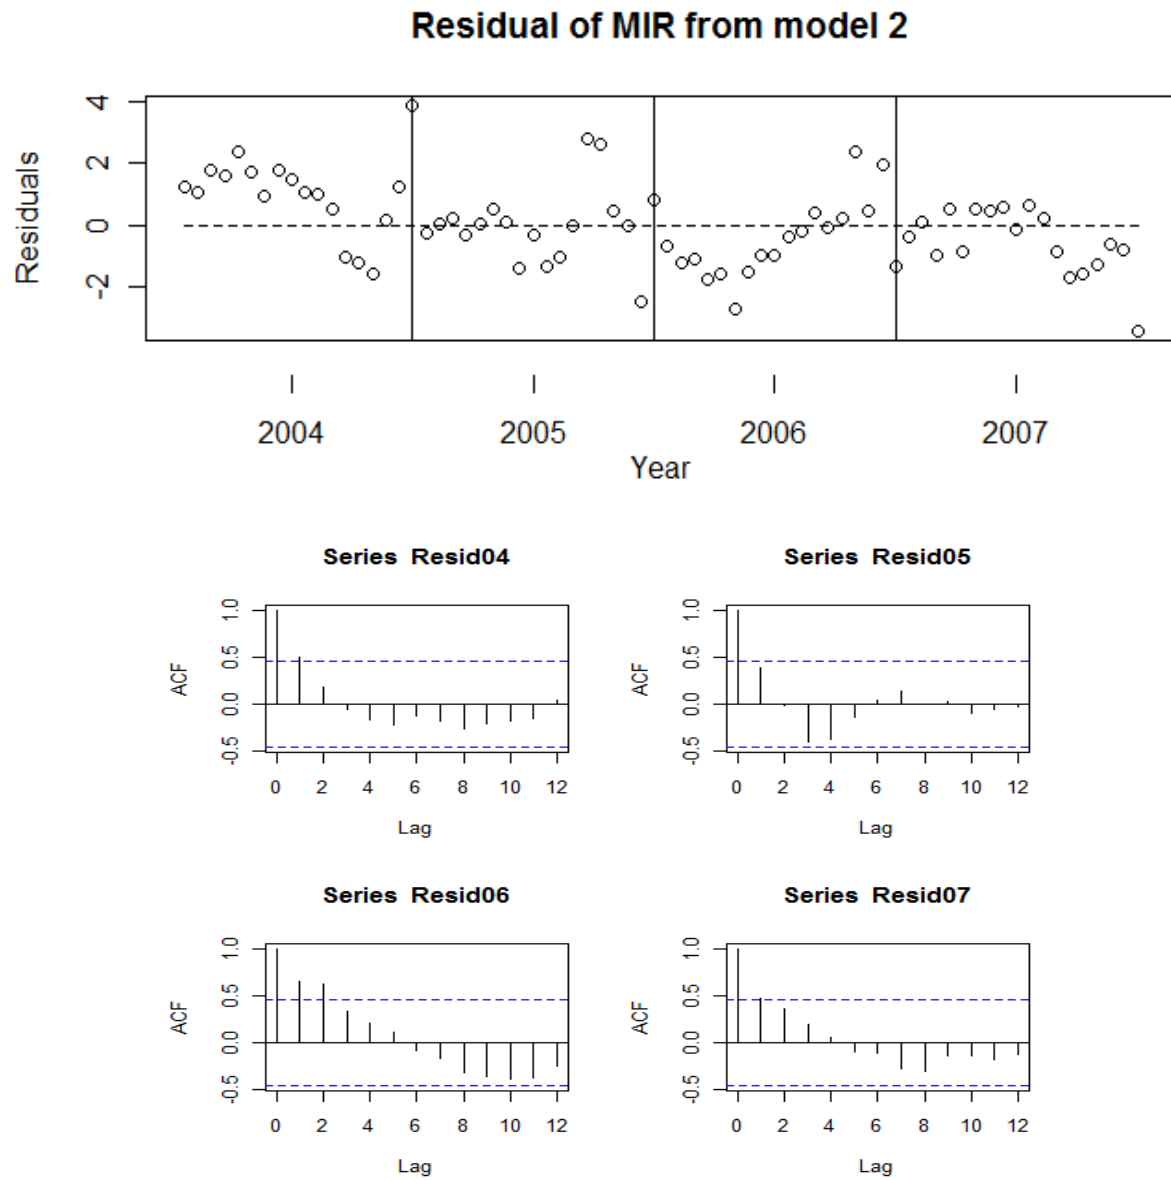 Residual of MIR from model 2
Residuals
4
2
0
-2
2004 2005 2006 2007
Year
Series Resid04
ACF
1.0
0.5
0.0
-0.5
0 2 4 6 8 10 12
Lag
Series Resid05
ACF
1.0
0.5
0.0
-0.5
0 2 4 6 8 10 12
Lag
Series Resid06
ACF
1.0
0.5
0.0
-0.5
0 2 4 6 8 10 12
Lag
Series Resid07
ACF
1.0
0.5
0.0
-0.5
0 2 4 6 8 10 12
Lag